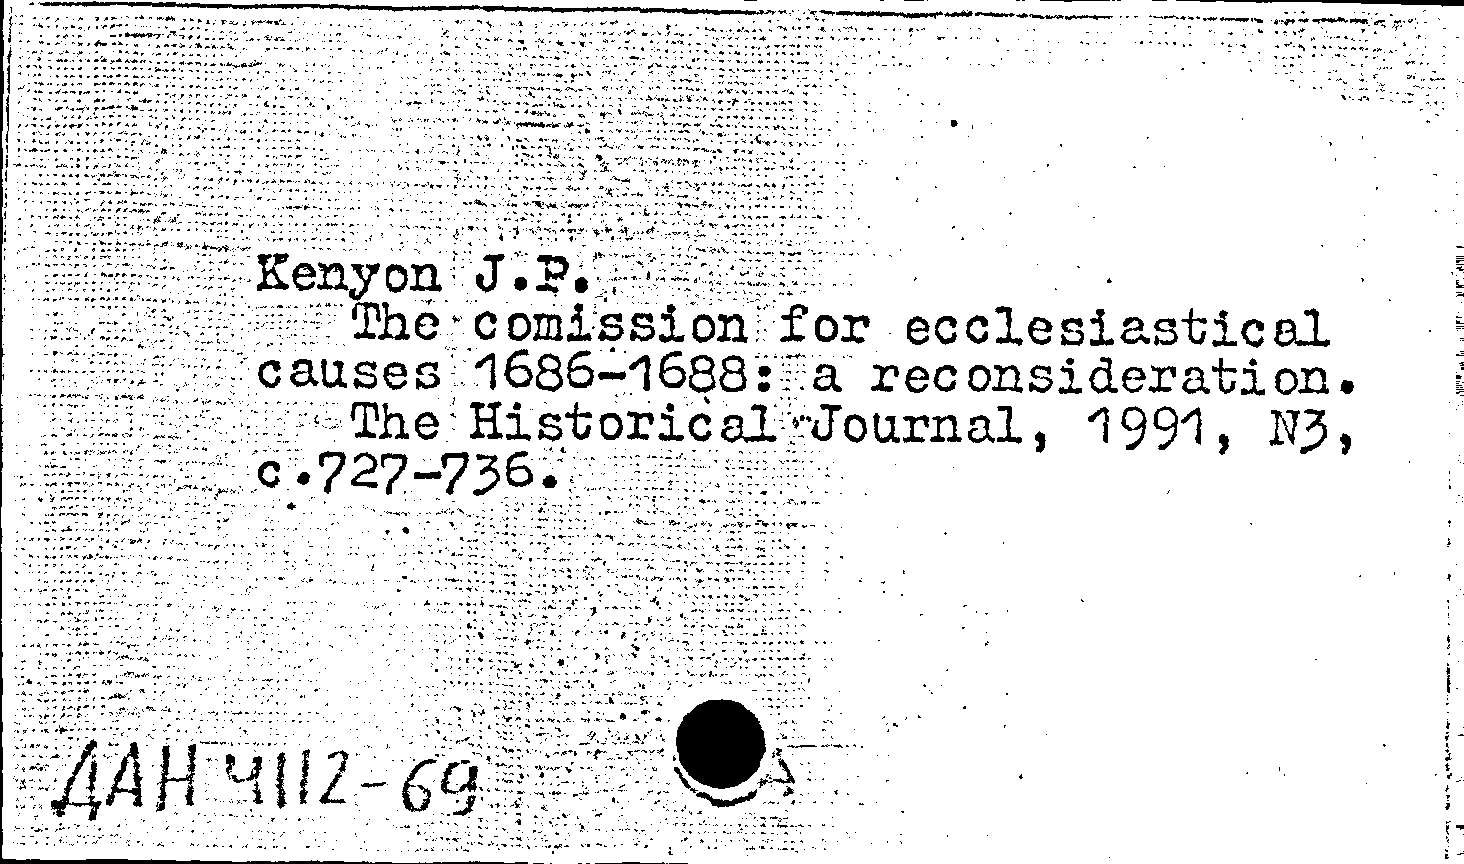 Kenyon J.P.
The comission for ecclesiastical
causes 1686-1688: a reconsideration.
The Historical Journal, 1991, N3,
c.727-736.
ДАН 4112-69